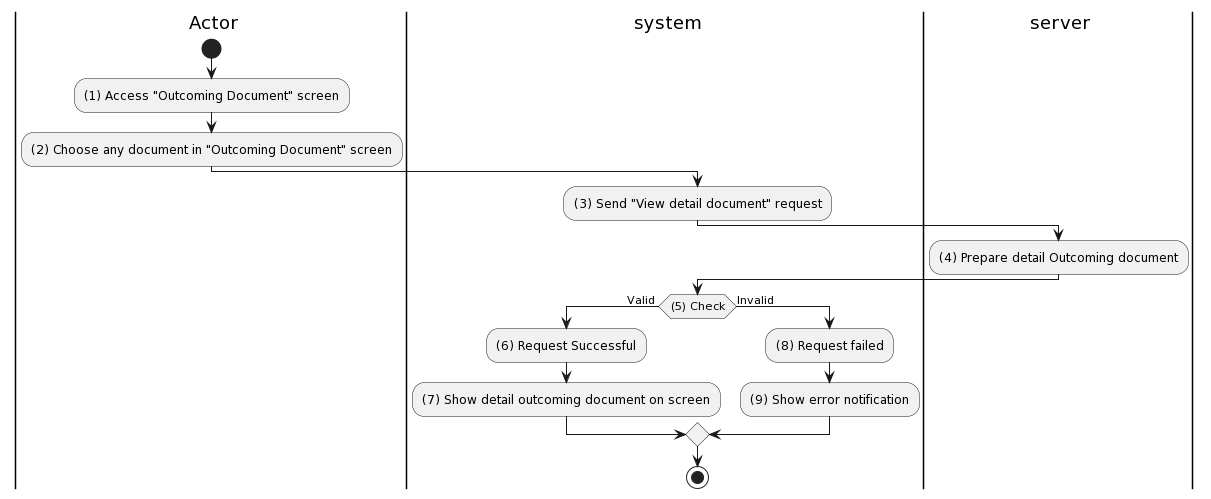 Actor
system
server
(1) Access "Outcoming Document" screen
(2) Choose any document in "Outcoming Document" screen
(3) Send "View detail document" request
(4) Prepare detail Outcoming document
Valid
(5) Check
Invalid
(6) Request Successful
(8) Request failed
(7) Show detail outcoming document on screen
(9) Show error notification